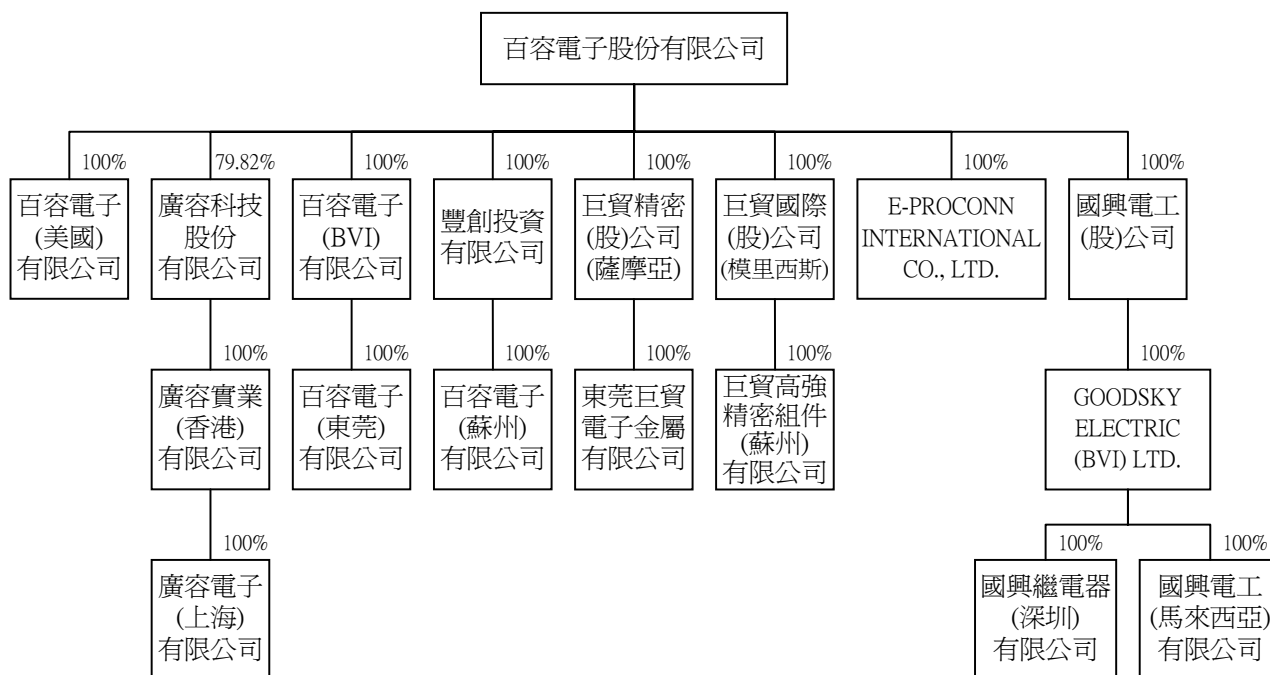 百容電子股份有限公司
100%
79.82%
100%
100%
100%
100%
100%
100%
百容電子
(美國)
有限公司
廣容科技
股份
有限公司
百容電子
(BVI)
有限公司
豐創投資
有限公司
巨貿精密
(股)公司
(薩摩亞)
巨貿國際
(股)公司
(模里西斯)
E-PROCONN
INTERNATIONAL
CO., LTD.
國興電工
(股)公司
100%
100%
100%
100%
100%
100%
廣容實業
(香港)
有限公司
百容電子
(東莞)
有限公司
百容電子
(蘇州)
有限公司
東莞巨貿
電子金屬
有限公司
巨貿高強
精密組件
(蘇州)
有限公司
GOODSKY
ELECTRIC
(BVI) LTD.
100%
100%
100%
廣容電子
(上海)
有限公司
國興繼電器
(深圳)
有限公司
國興電工
(馬來西亞)
有限公司